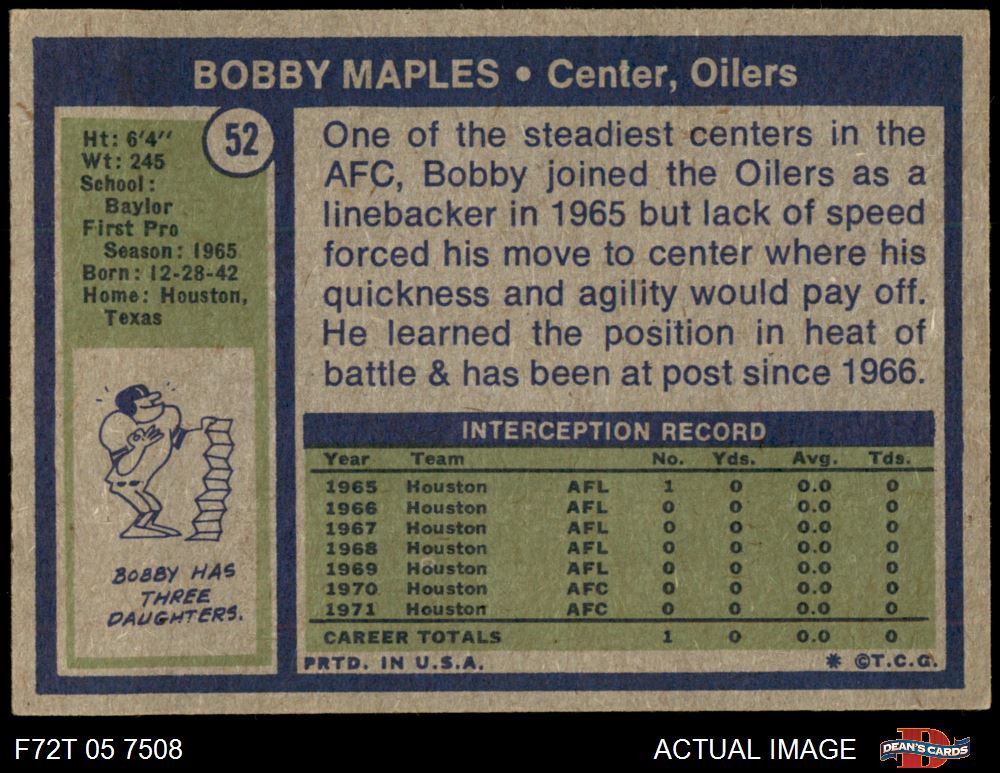 BOBBY MAPLES • Center, Oilers
52
Ht: 6'4''
Wt: 245
School:
Baylor
First Pro
Season: 1965
Born: 12-28-42
Home: Houston,
Texas
BOBBY HAS
THREE
DAUGHTERS.
One of the steadiest centers in the
AFC, Bobby joined the Oilers as a
linebacker in 1965 but lack of speed
forced his move to center where his
quickness and agility would pay off.
He learned the position in heat of
battle & has been at post since 1966.
INTERCEPTION RECORD
Year Team No. Yds. Avg. Tds.
1965 Houston AFL 1 0 0.0 0
1966 Houston AFL 0 0 0.0 0
1967 Houston AFL 0 0 0.0 0
1968 Houston AFL 0 0 0.0 0
1969 Houston AFL 0 0 0.0 0
1970 Houston AFC 0 0 0.0 0
1971 Houston AFC 0 0 0.0 0
CAREER TOTALS 1 0 0.0 0
PRTD. IN U.S.A. * ©T.C.G.
F72T 05 7508 ACTUAL IMAGE DEAN'S CARDS